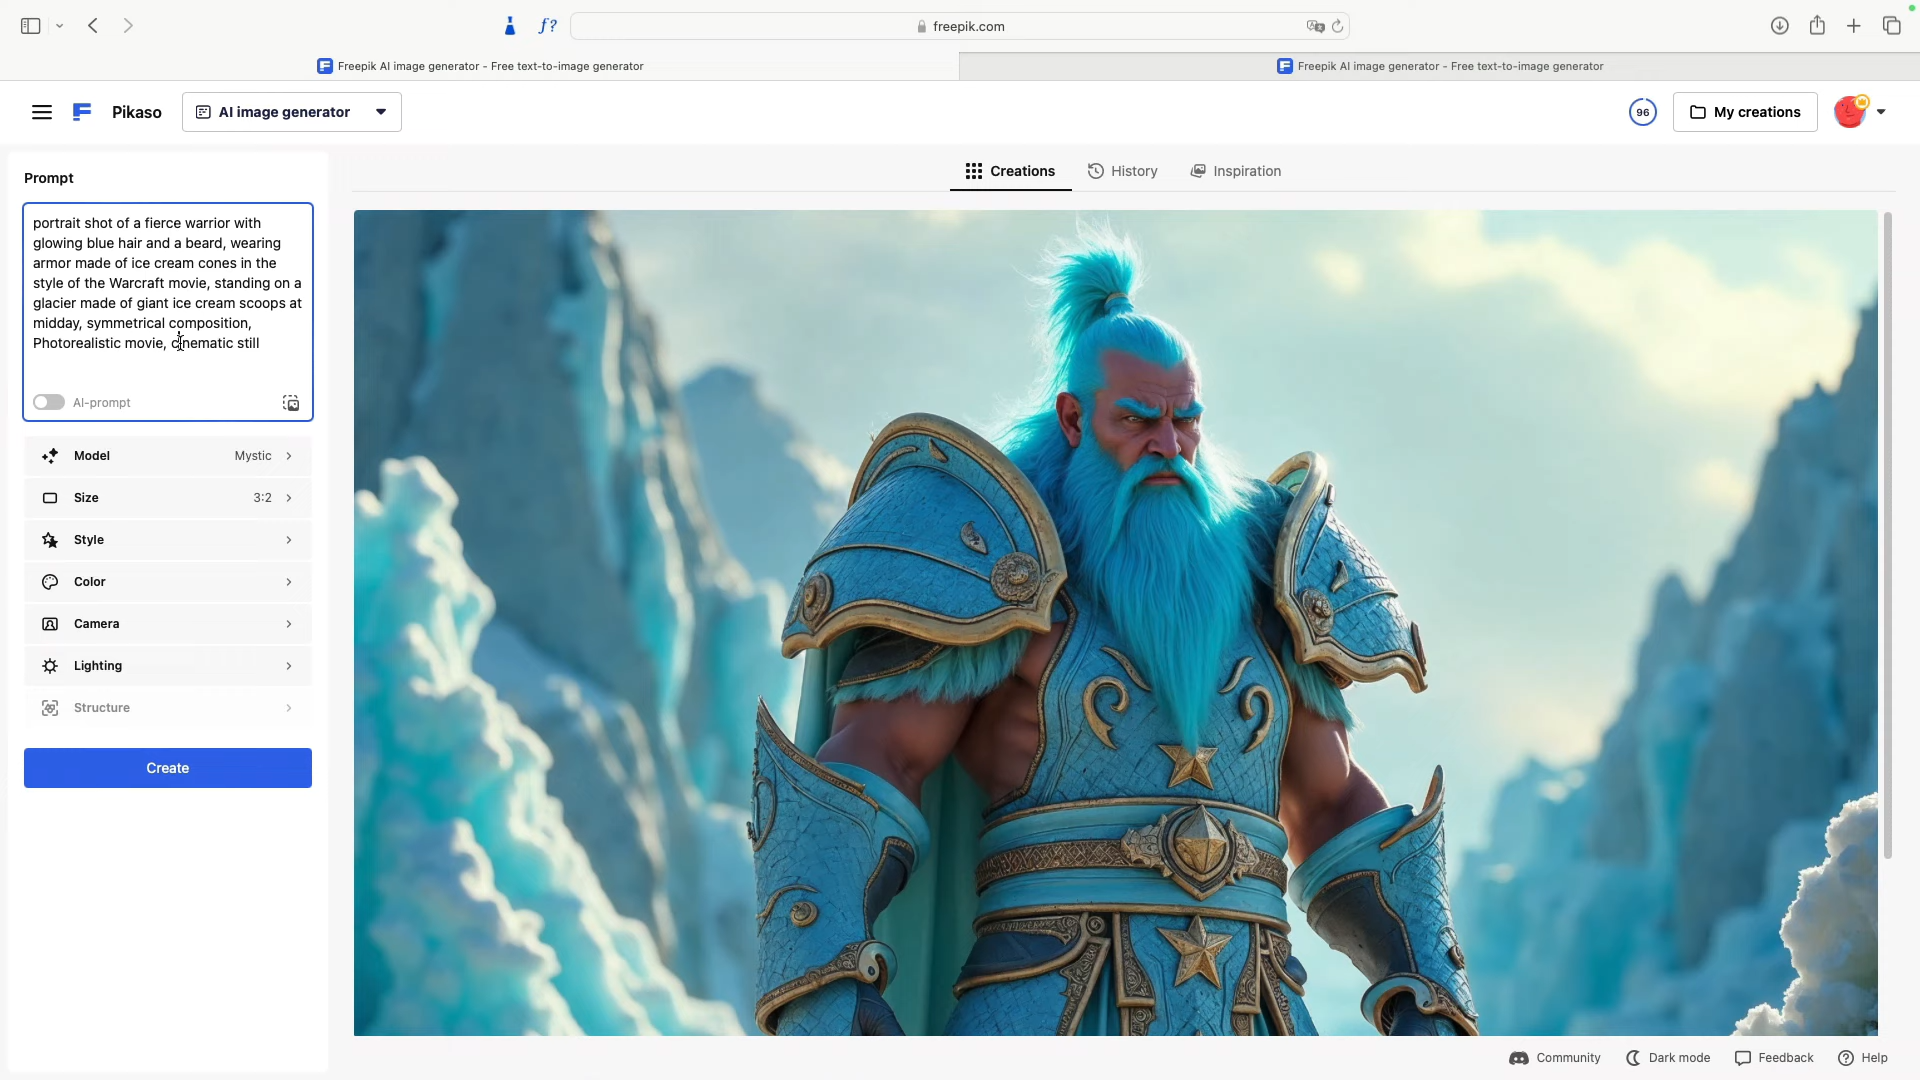 freepik.com
Freepik AI image generator - Free text-to-image generator
Freepik AI image generator - Free text-to-image generator
Pikaso
AI image generator
96
My creations
Prompt
portrait shot of a fierce warrior with
glowing blue hair and a beard, wearing
armor made of ice cream cones in the
style of the Warcraft movie, standing on a
glacier made of giant ice cream scoops at
midday, symmetrical composition,
Photorealistic movie, cinematic still
AI-prompt
Model Mystic
Size 3:2
Style
Color
Camera
Lighting
Structure
Create
Creations
History
Inspiration
Community
Dark mode
Feedback
Help